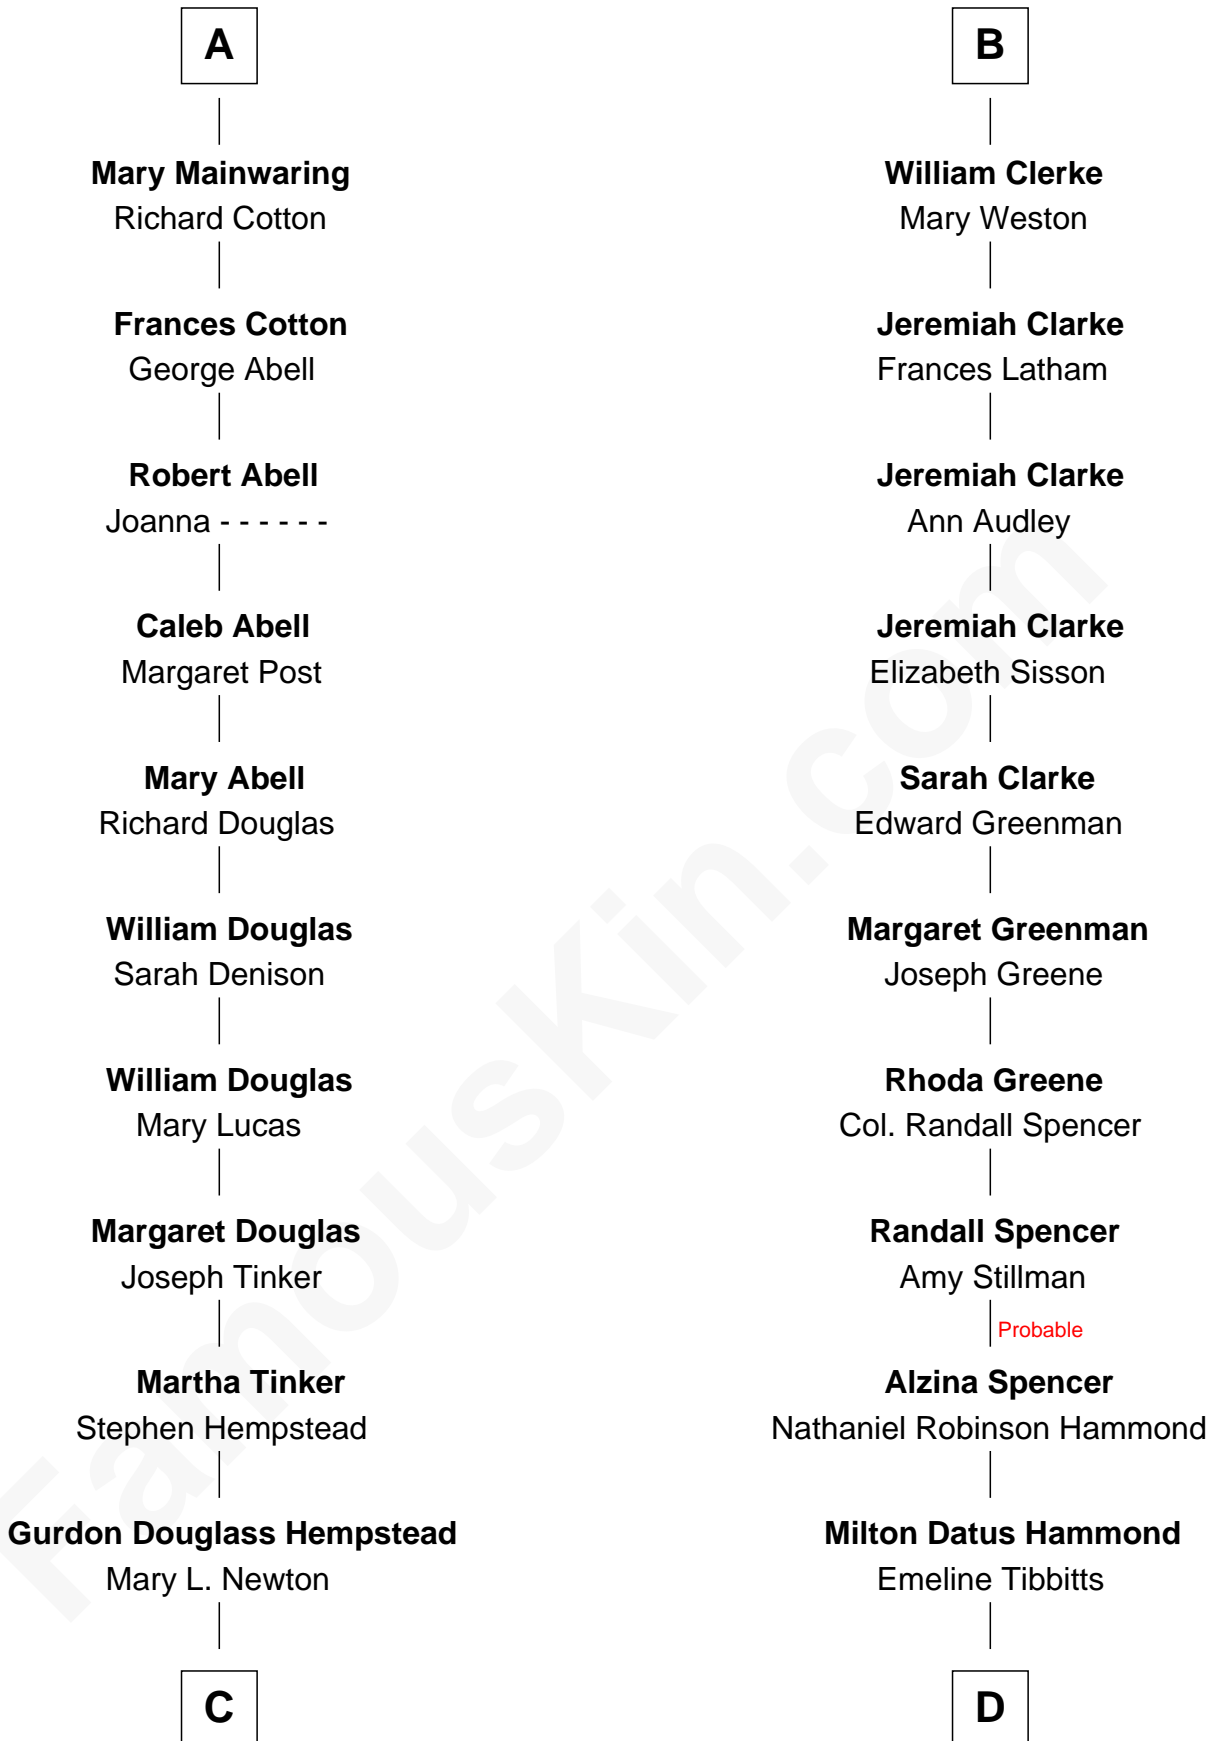 A
Mary Mainwaring
Richard Cotton
Frances Cotton
George Abell
Robert Abell
Joanna - - - - - -
Caleb Abell
Margaret Post
Mary Abell
Richard Douglas
William Douglas
Sarah Denison
William Douglas
Mary Lucas
Margaret Douglas
Joseph Tinker
Martha Tinker
Stephen Hempstead
Gurdon Douglass Hempstead
Mary L. Newton
C
B
William Clerke
Mary Weston
Jeremiah Clarke
Frances Latham
Jeremiah Clarke
Ann Audley
Jeremiah Clarke
Elizabeth Sisson
Sarah Clarke
Edward Greenman
Margaret Greenman
Joseph Greene
Rhoda Greene
Col. Randall Spencer
Randall Spencer
Amy Stillman
Probable
Alzina Spencer
Nathaniel Robinson Hammond
Milton Datus Hammond
Emeline Tibbitts
D
FamousKin.com